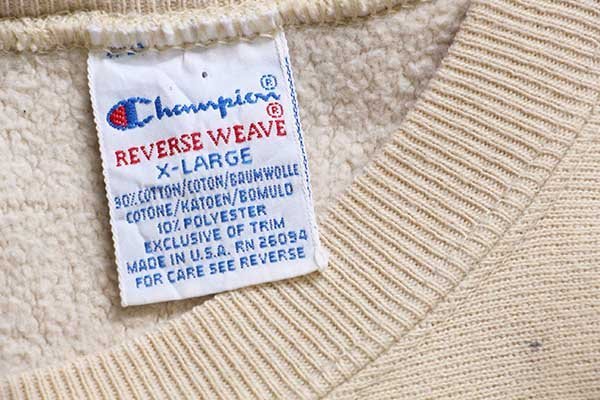 Champion®
REVERSE WEAVE®
X-LARGE
90% COTTON/COTON/BAUMWOLLE
COTONE/KATOEN/BOMULD
10% POLYESTER
EXCLUSIVE OF TRIM
MADE IN U.S.A. RN 26094
FOR CARE SEE REVERSE